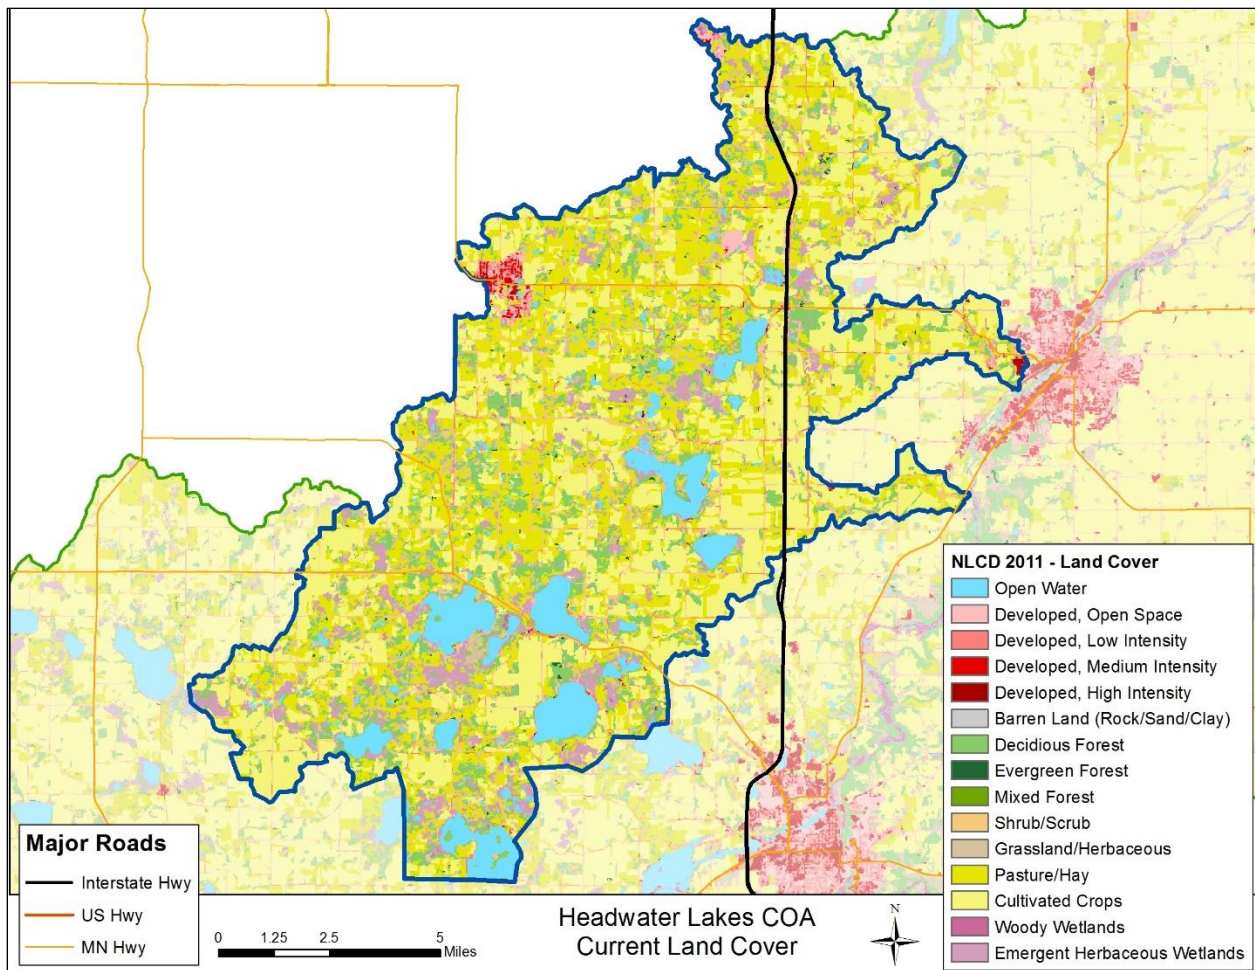 NLCD 2011 - Land Cover
Open Water
Developed, Open Space
Developed, Low Intensity
Developed, Medium Intensity
Developed, High Intensity
Barren Land (Rock/Sand/Clay)
Decidious Forest
Evergreen Forest
Mixed Forest
Shrub/Scrub
Grassland/Herbaceous
Pasture/Hay
Cultivated Crops
Woody Wetlands
Emergent Herbaceous Wetlands
Major Roads
Interstate Hwy
US Hwy
MN Hwy
0 1.25 2.5 5
Miles
Headwater Lakes COA
Current Land Cover
N